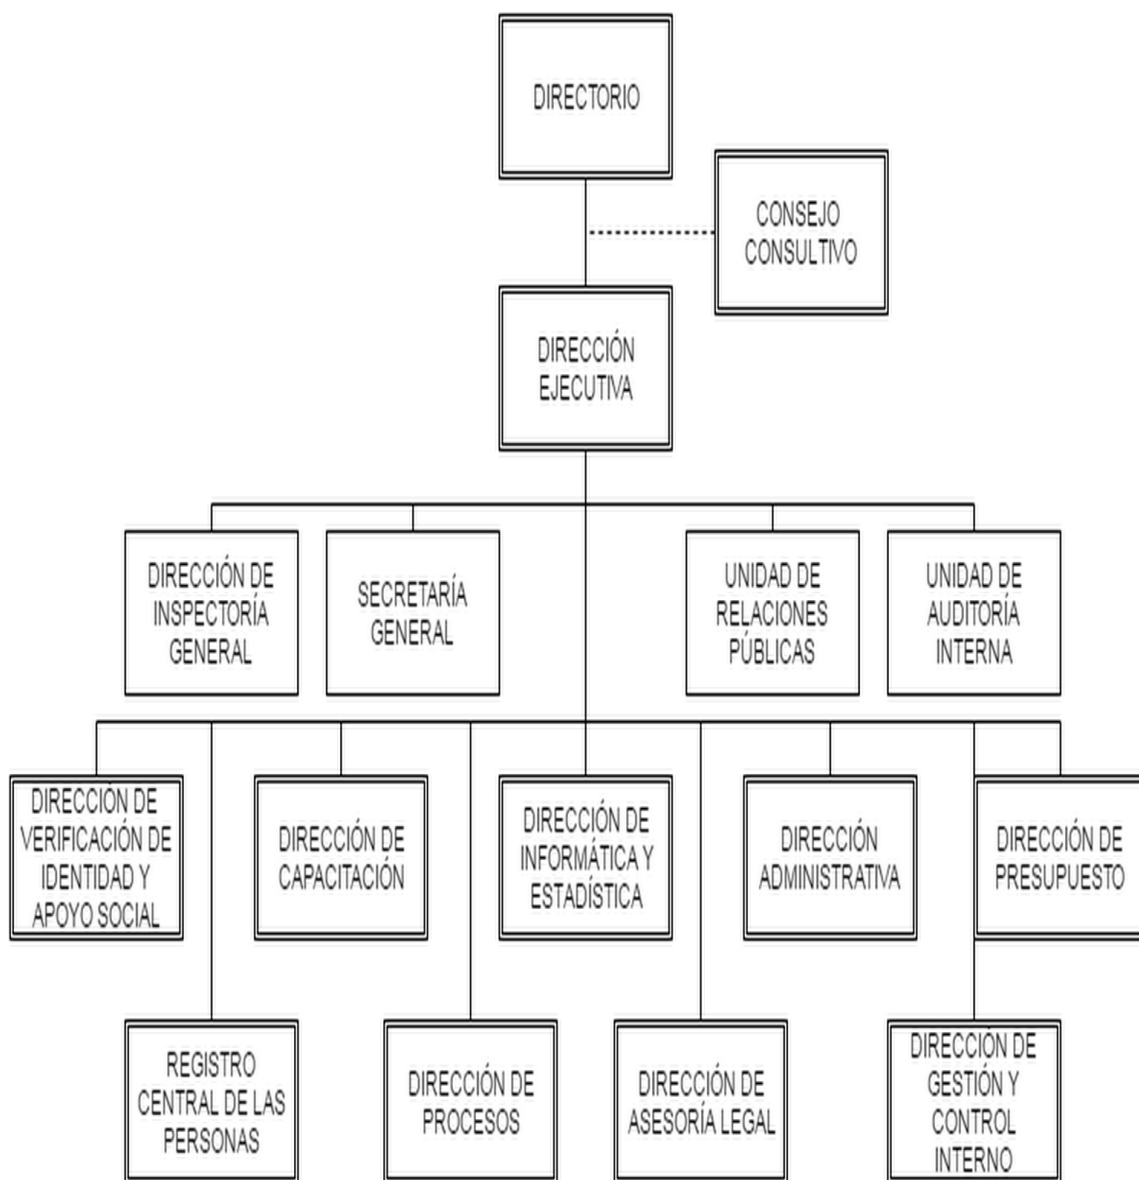 DIRECTORIO
CONSEJO
CONSULTIVO
DIRECCIÓN
EJECUTIVA
DIRECCIÓN DE
INSPECTORÍA
GENERAL
SECRETARÍA
GENERAL
UNIDAD DE
RELACIONES
PÚBLICAS
UNIDAD DE
AUDITORÍA
INTERNA
DIRECCIÓN DE
VERIFICACIÓN DE
IDENTIDAD Y
APOYO SOCIAL
DIRECCIÓN DE
CAPACITACIÓN
DIRECCIÓN DE
INFORMÁTICA Y
ESTADÍSTICA
DIRECCIÓN
ADMINISTRATIVA
DIRECCIÓN DE
PRESUPUESTO
REGISTRO
CENTRAL DE LAS
PERSONAS
DIRECCIÓN DE
PROCESOS
DIRECCIÓN DE
ASESORÍA LEGAL
DIRECCIÓN DE
GESTIÓN Y
CONTROL
INTERNO